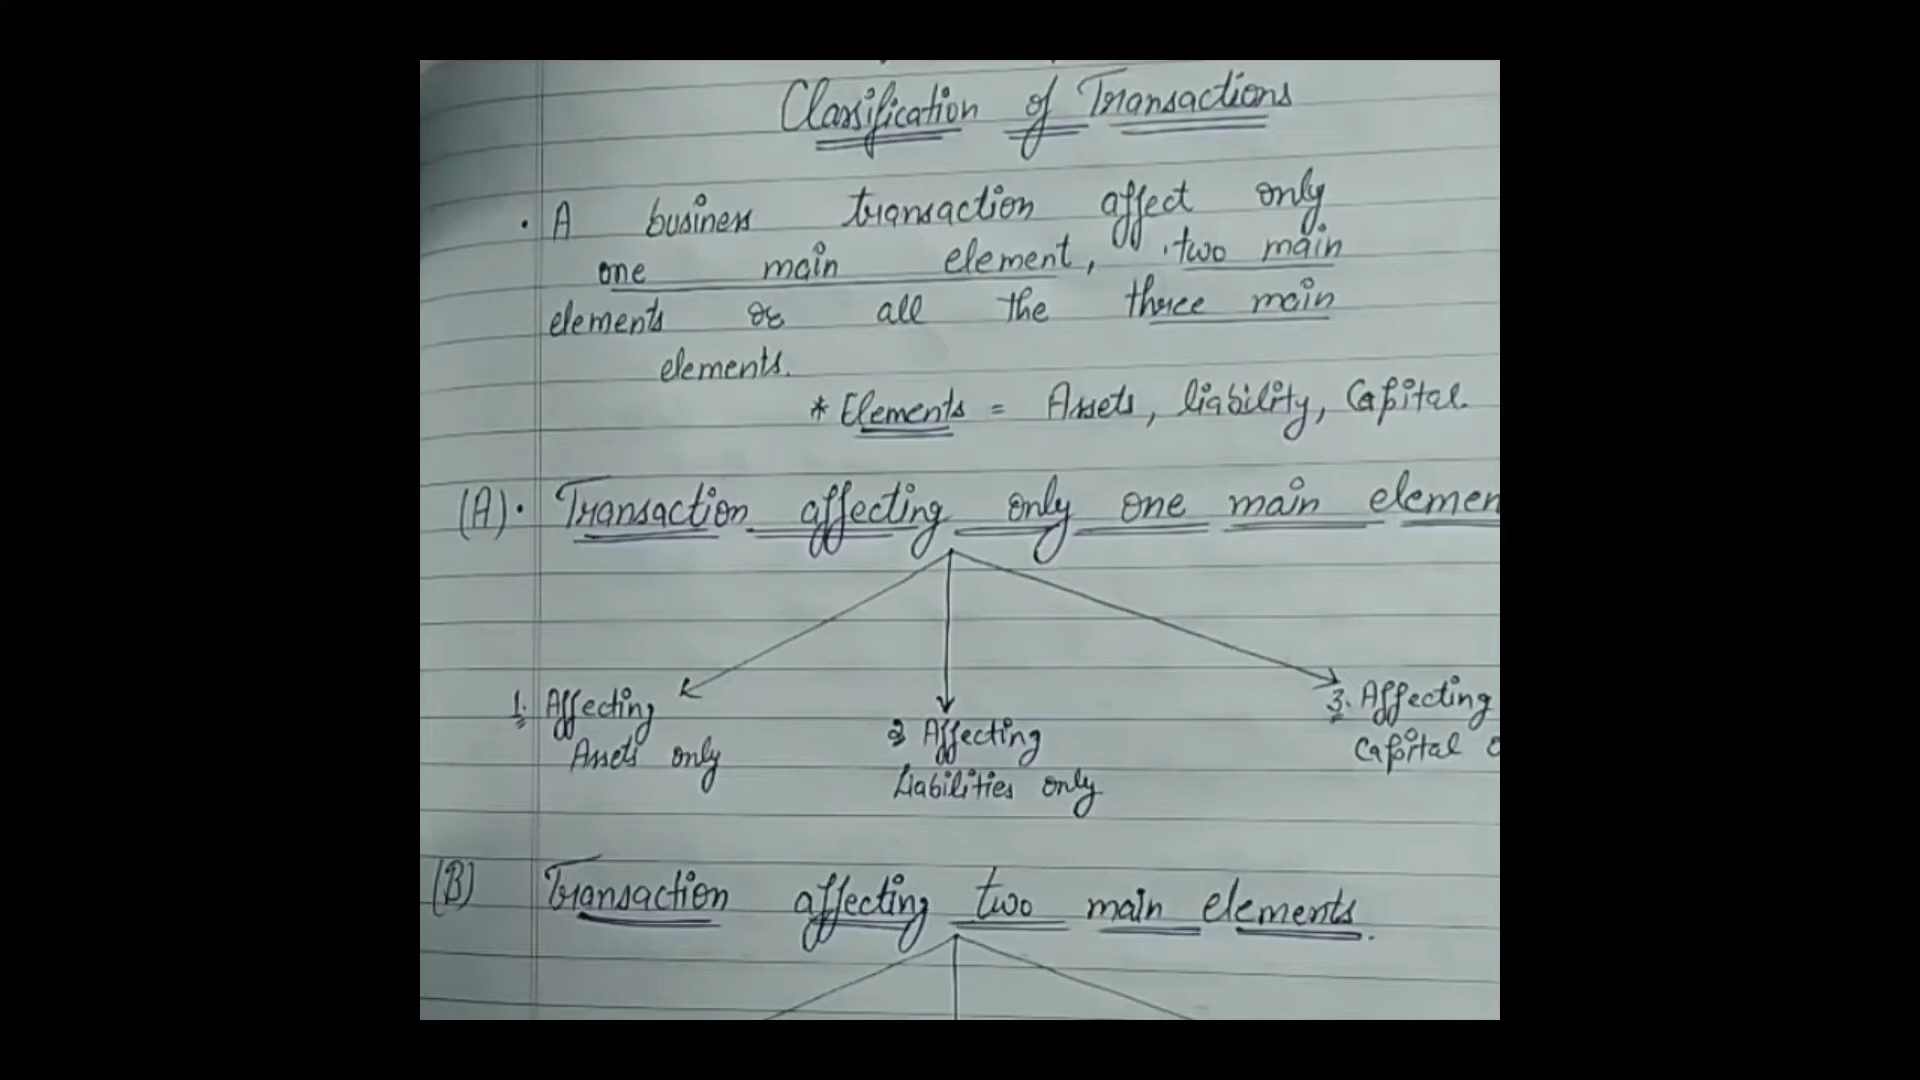 Classification of Transactions
• A business transaction affect only
one main element, two main
elements or all the three main
elements.
* Elements = Assets, liability, Capital.
(A)• Transaction affecting only one main elemen
1. Affecting
Assets only
2 Affecting
Liabilities only
3. Affecting
Capital o
(B) Transaction affecting two main elements.